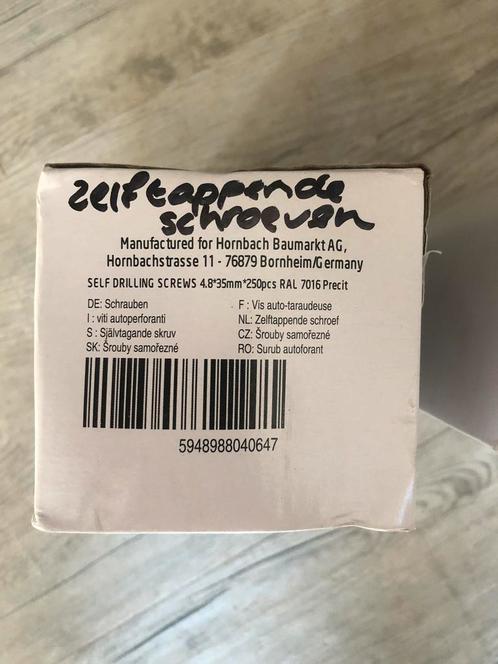 zelftappende
schroeven
Manufactured for Hornbach Baumarkt AG,
Hornbachstrasse 11 - 76879 Bornheim/Germany
SELF DRILLING SCREWS 4.8*35mm*250pcs RAL 7016 Precit
DE: Schrauben
I : viti autoperforanti
S : Självtagande skruv
SK: Šrouby samořezné
F : Vis auto-taraudeuse
NL: Zelftappende schroef
CZ: Šrouby samořezné
RO: Surub autoforant
5948988040647